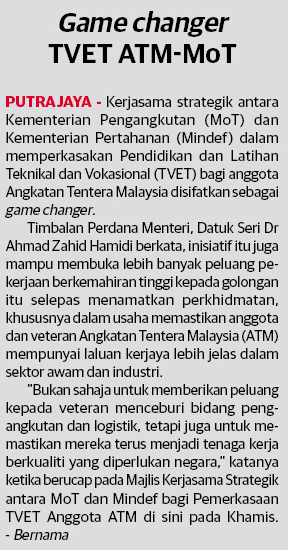 Game changer
TVET ATM-MoT
PUTRAJAYA - Kerjasama strategik antara
Kementerian Pengangkutan (MoT) dan
Kementerian Pertahanan (Mindef) dalam
memperkasakan Pendidikan dan Latihan
Teknikal dan Vokasional (TVET) bagi anggota
Angkatan Tentera Malaysia disifatkan sebagai
game changer.
Timbalan Perdana Menteri, Datuk Seri Dr
Ahmad Zahid Hamidi berkata, inisiatif itu juga
mampu membuka lebih banyak peluang pe-
kerjaan berkemahiran tinggi kepada golongan
itu selepas menamatkan perkhidmatan,
khususnya dalam usaha memastikan anggota
dan veteran Angkatan Tentera Malaysia (ATM)
mempunyai laluan kerjaya lebih jelas dalam
sektor awam dan industri.
"Bukan sahaja untuk memberikan peluang
kepada veteran menceburi bidang peng-
angkutan dan logistik, tetapi juga untuk me-
mastikan mereka terus menjadi tenaga kerja
berkualiti yang diperlukan negara," katanya
ketika berucap pada Majlis Kerjasama Strategik
antara MoT dan Mindef bagi Pemerkasaan
TVET Anggota ATM di sini pada Khamis.
- Bernama